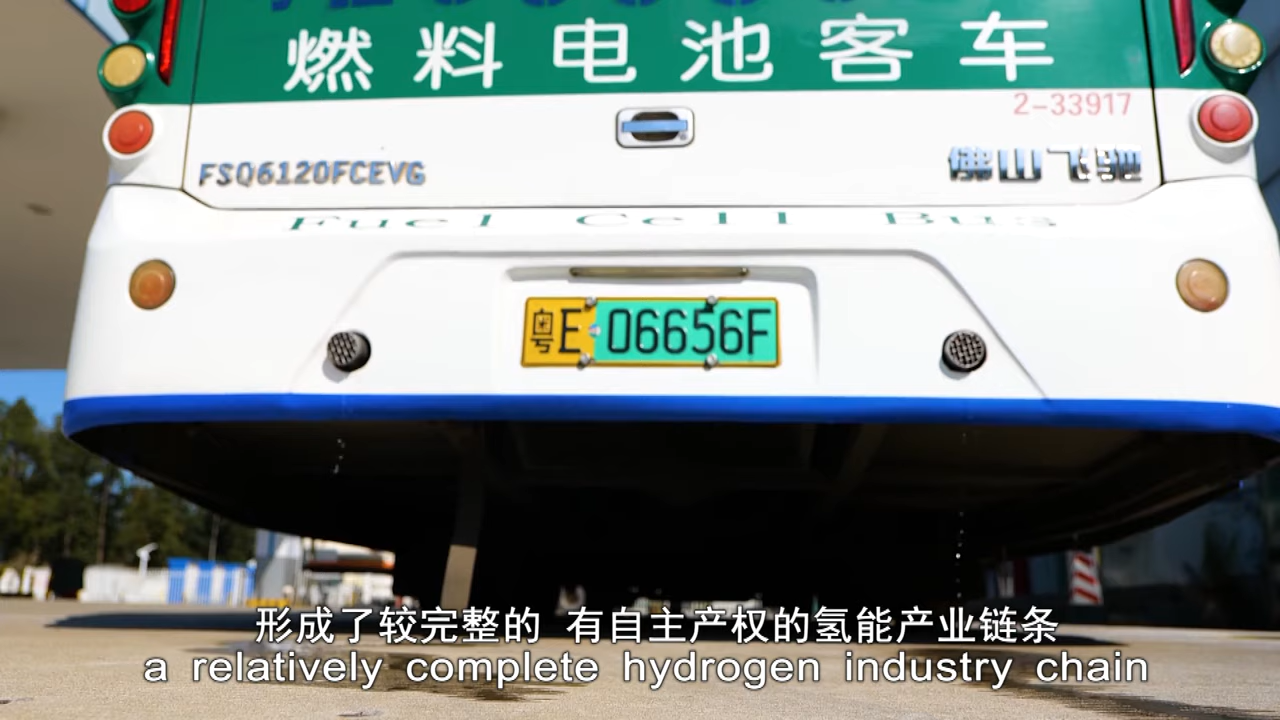 燃料电池客车
2-33917
FSQ6120FCEVG
佛山飞驰
Fuel Cell Bus
粤E 06656F
形成了较完整的 有自主产权的氢能产业链条
a relatively complete hydrogen industry chain